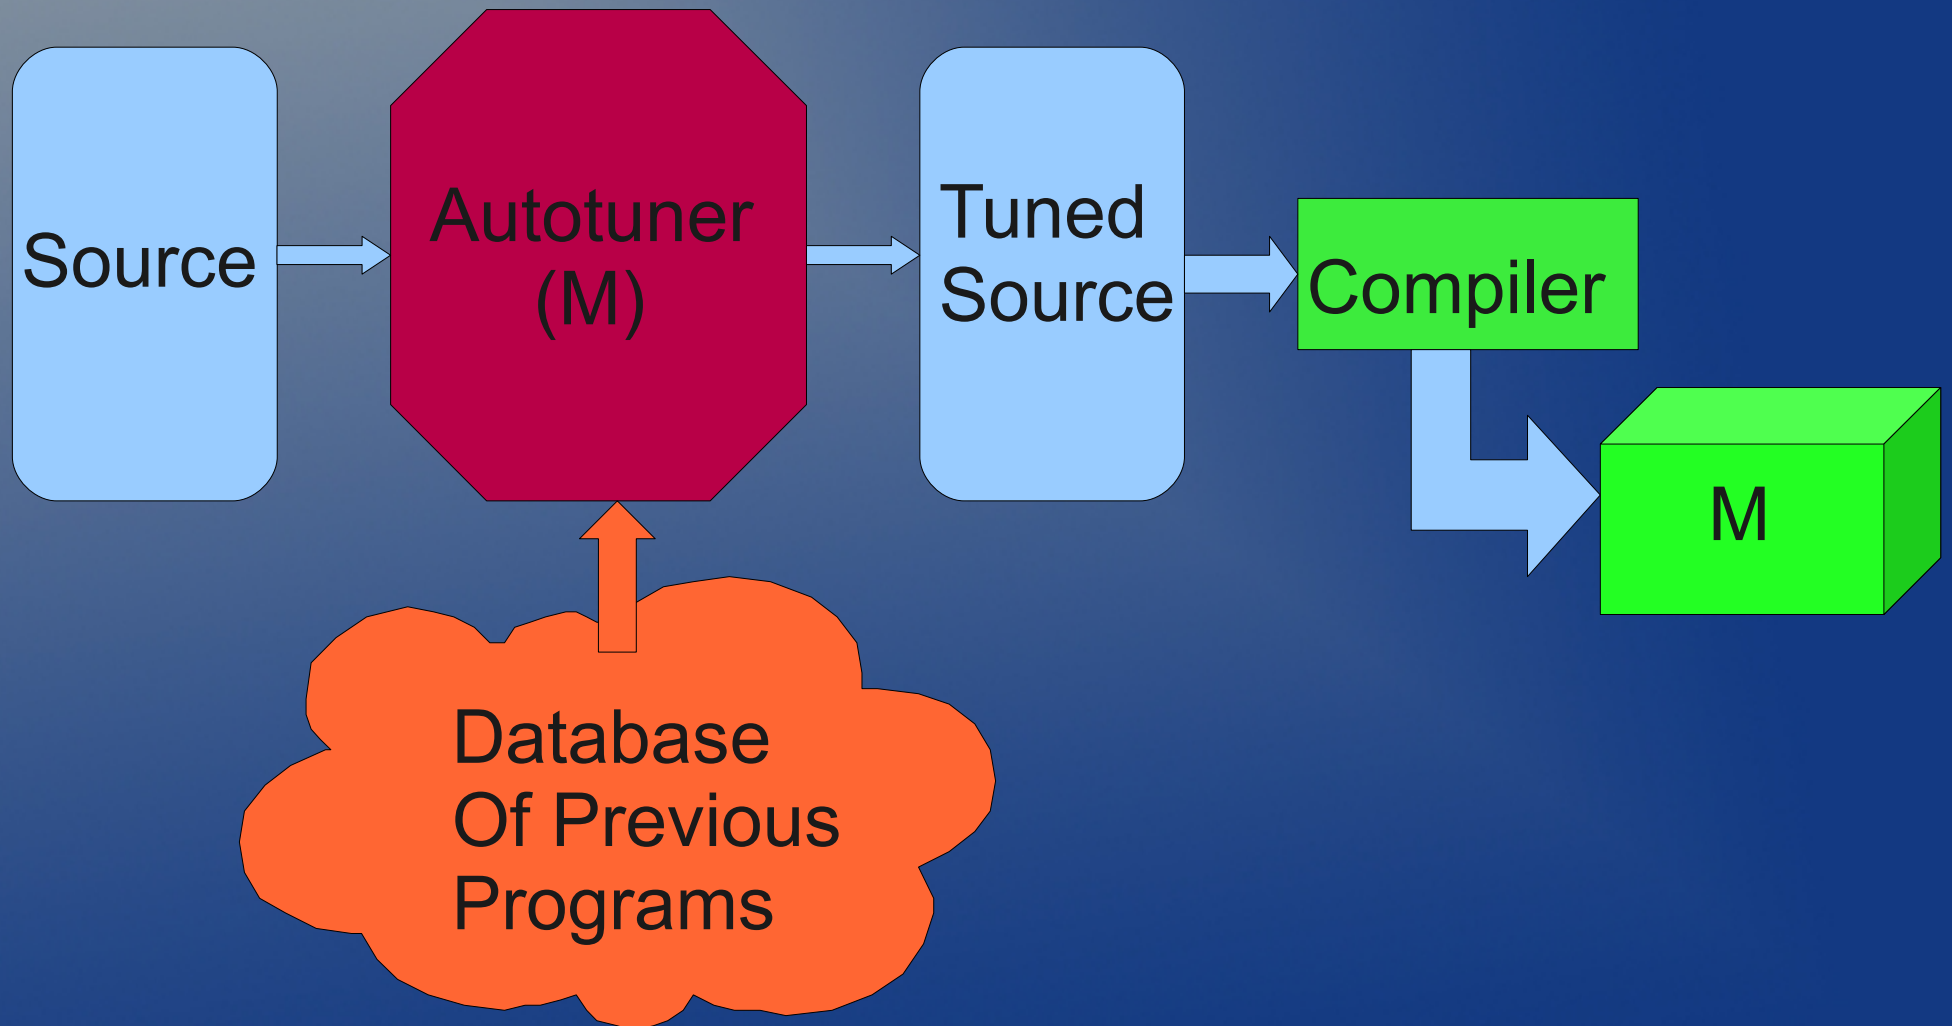 Source
Autotuner
(M)
Tuned
Source
Compiler
M
Database
Of Previous
Programs